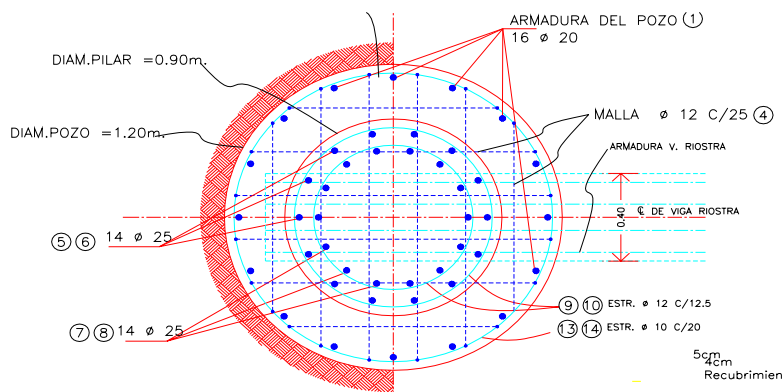 ARMADURA DEL POZO 1
16 ø 20
DIAM.PILAR =0.90m.
DIAM.POZO =1.20m.
MALLA ø 12 C/25 4
ARMADURA V. RIOSTRA
0.40
℄ DE VIGA RIOSTRA
5 6 14 ø 25
7 8 14 ø 25
9 10 ESTR. ø 12 C/12.5
13 14 ESTR. ø 10 C/20
5cm
4cm
Recubrimien